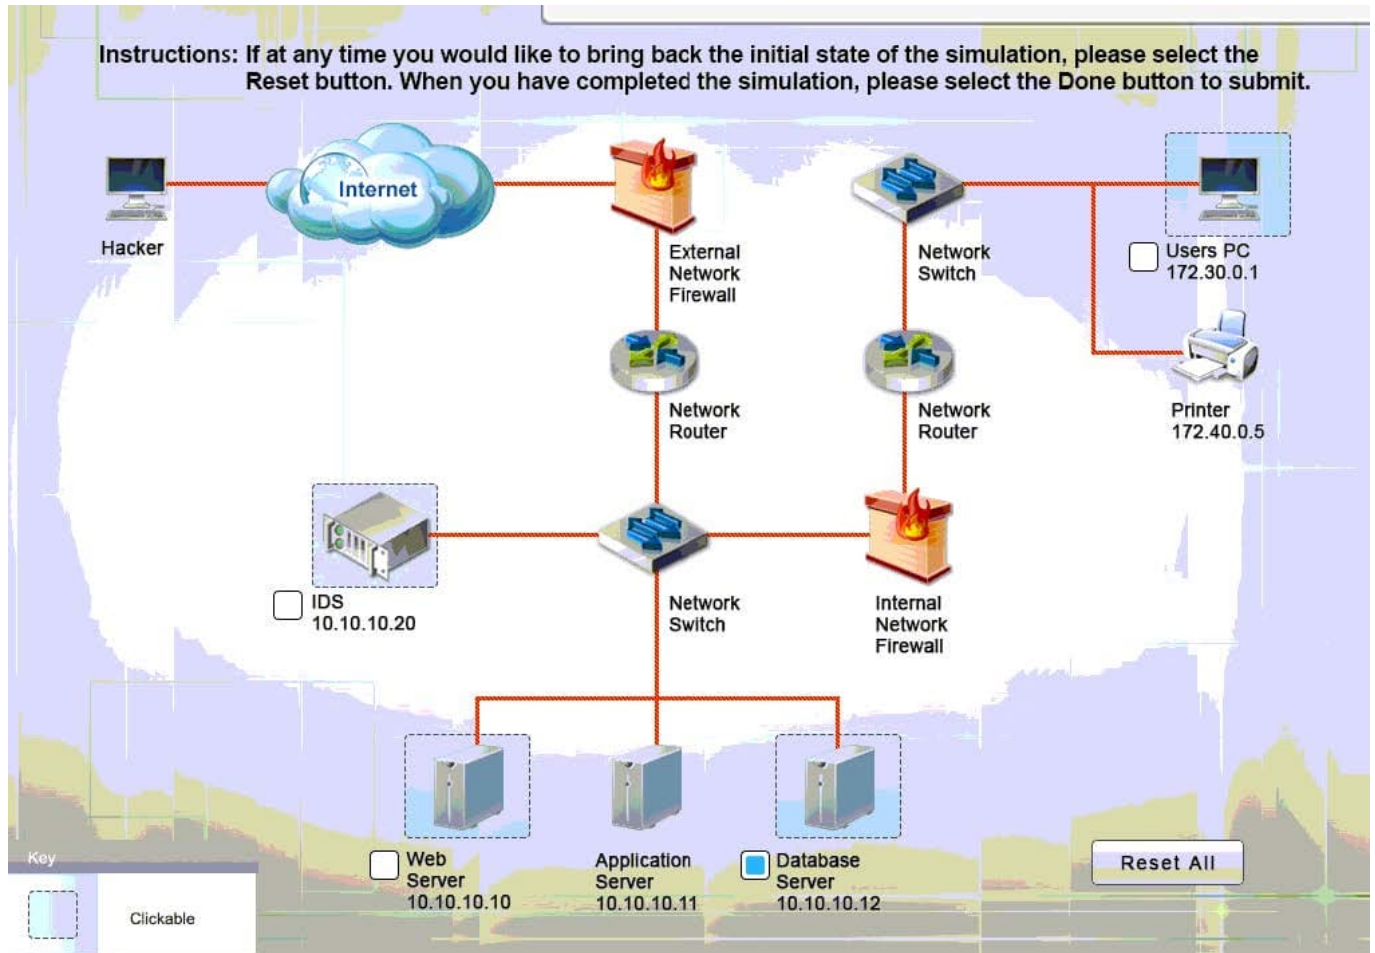 Instructions: If at any time you would like to bring back the initial state of the simulation, please select the
Reset button. When you have completed the simulation, please select the Done button to submit.
Internet
Hacker
External
Network
Firewall
Network
Switch
Users PC
172.30.0.1
Network
Router
Network
Router
Printer
172.40.0.5
IDS
10.10.10.20
Network
Switch
Internal
Network
Firewall
Web
Server
10.10.10.10
Application
Server
10.10.10.11
Database
Server
10.10.10.12
Reset All
Key
Clickable